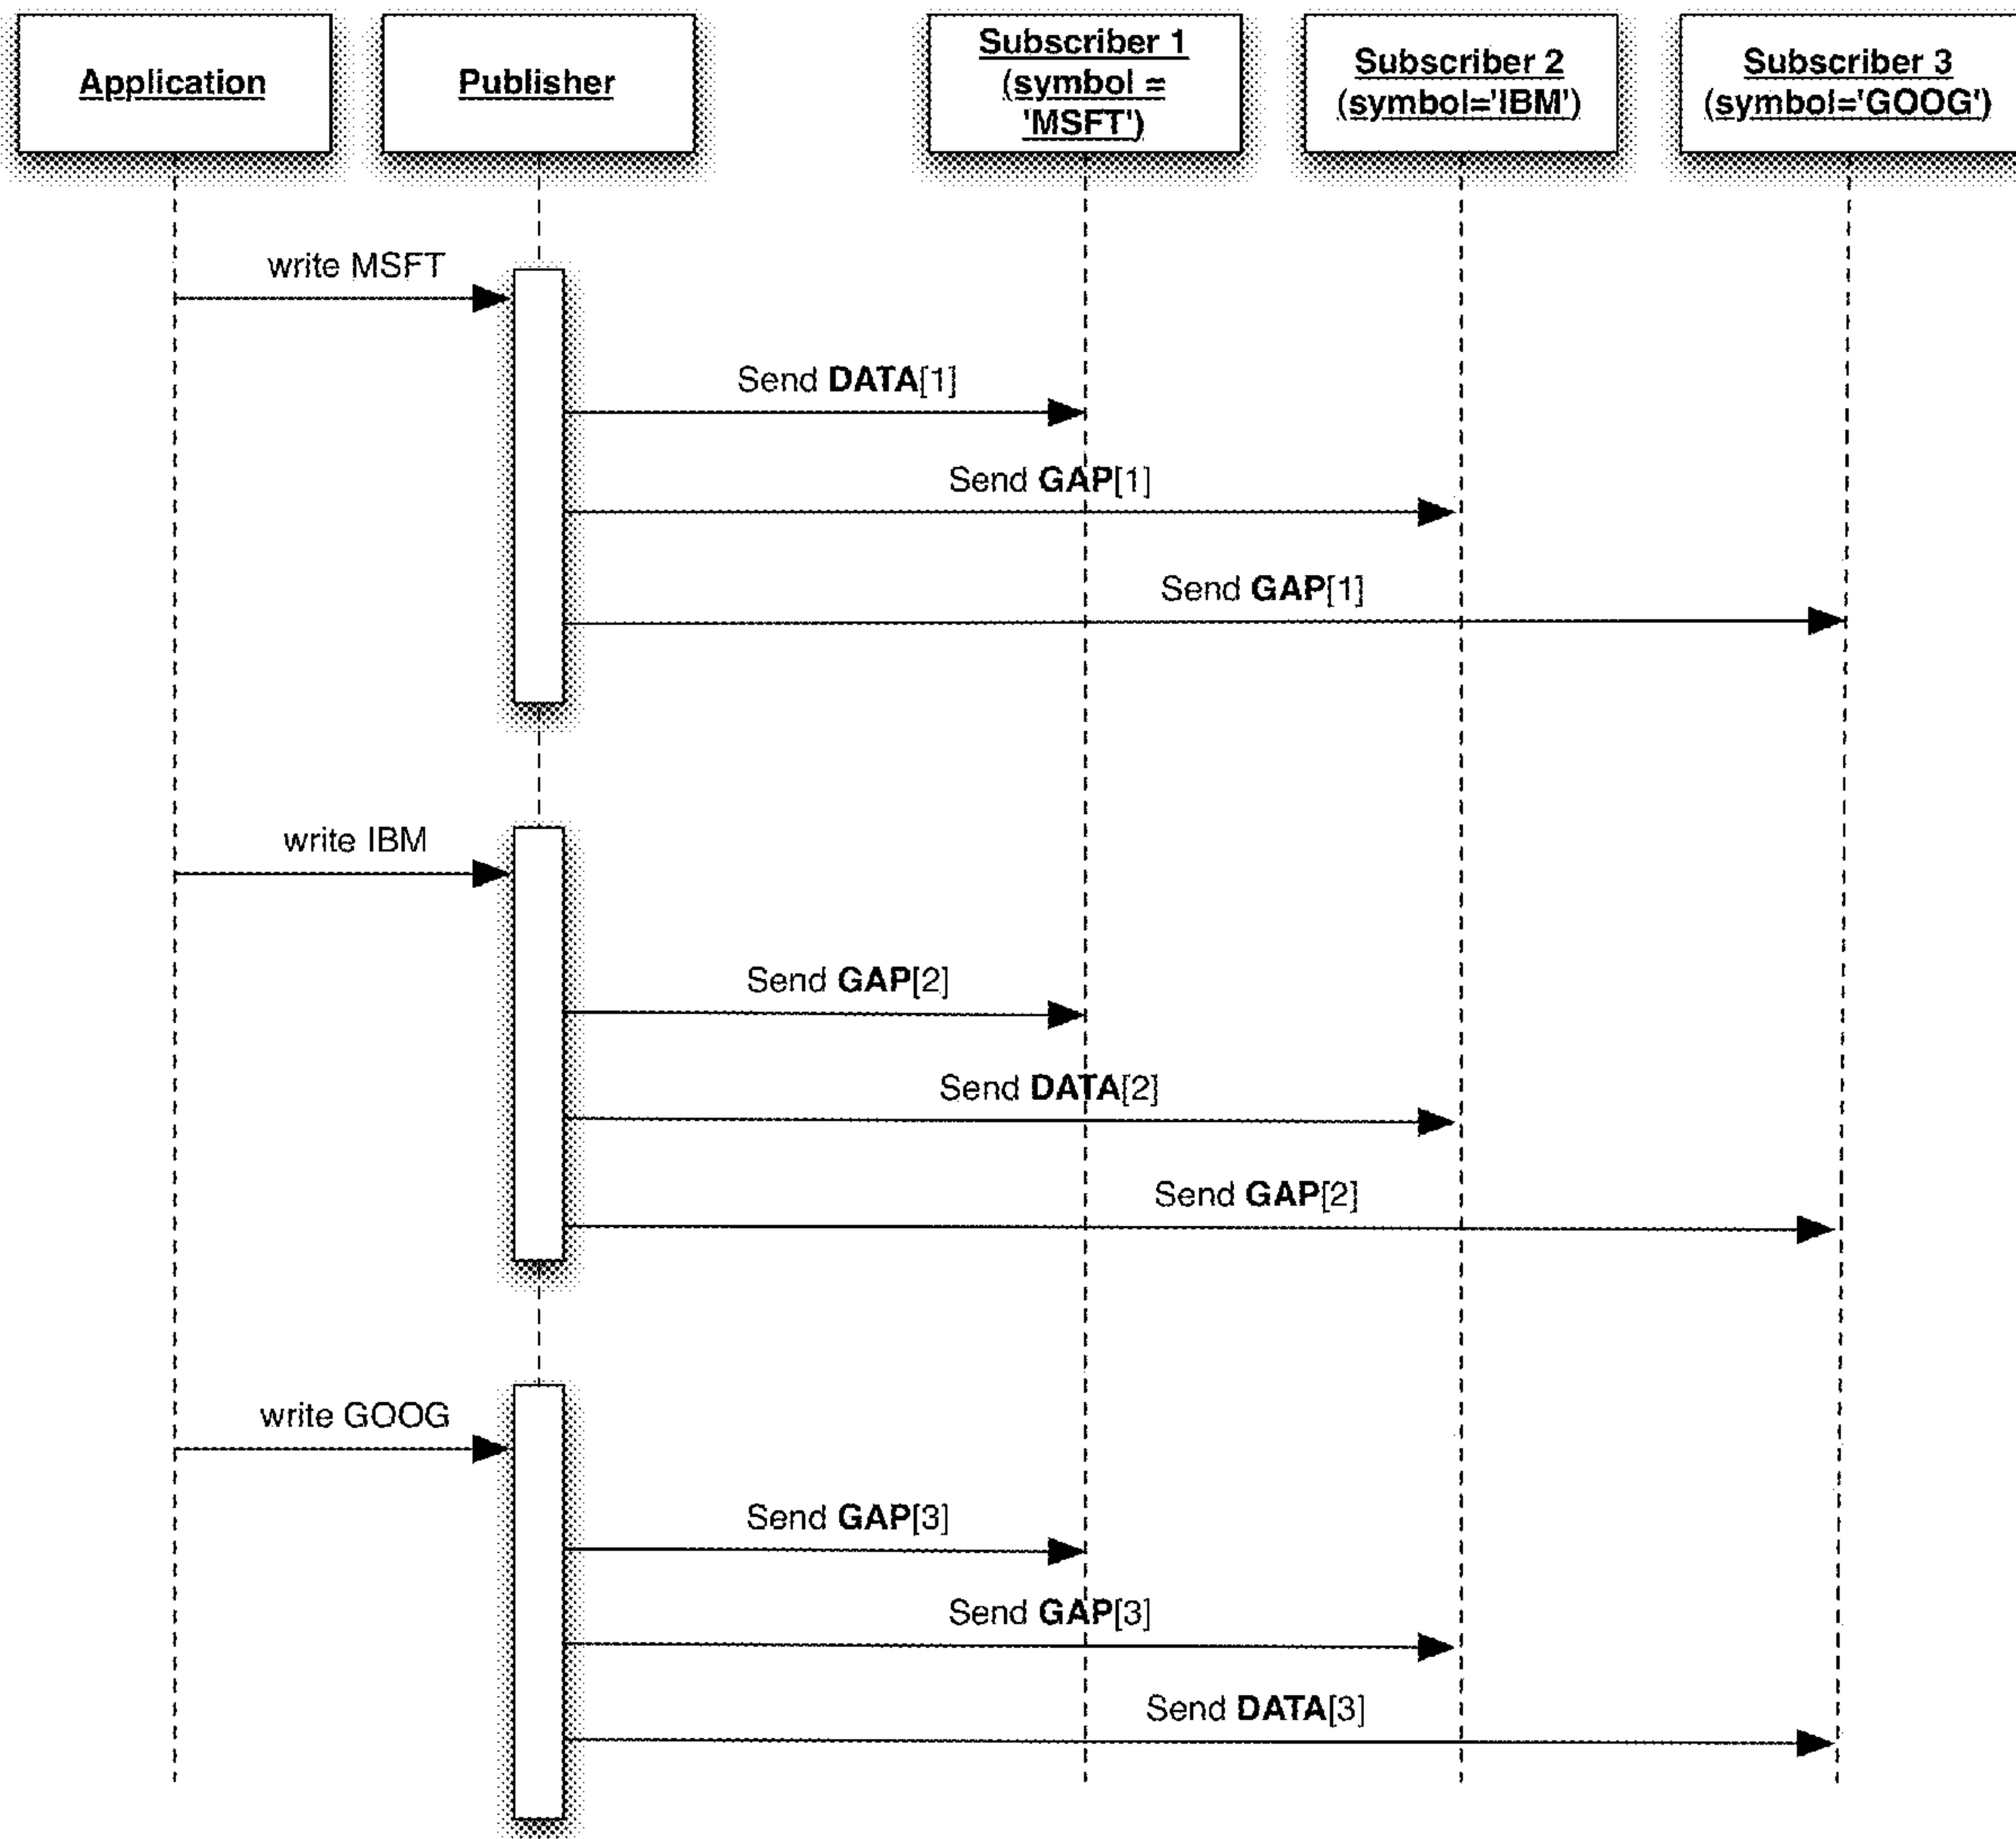 Application
Publisher
Subscriber 1
(symbol =
'MSFT')
Subscriber 2
(symbol='IBM')
Subscriber 3
(symbol='GOOG')
write MSFT
Send DATA[1]
Send GAP[1]
Send GAP[1]
write IBM
Send GAP[2]
Send DATA[2]
Send GAP[2]
write GOOG
Send GAP[3]
Send GAP[3]
Send DATA[3]